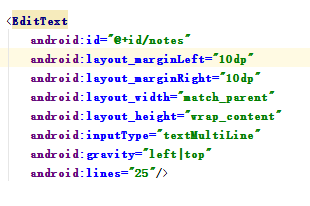 <EditText
android:id="@+id/notes"
android:layout_marginLeft="10dp"
android:layout_marginRight="10dp"
android:layout_width="match_parent"
android:layout_height="wrap_content"
android:inputType="textMultiLine"
android:gravity="left|top"
android:lines="25"/>